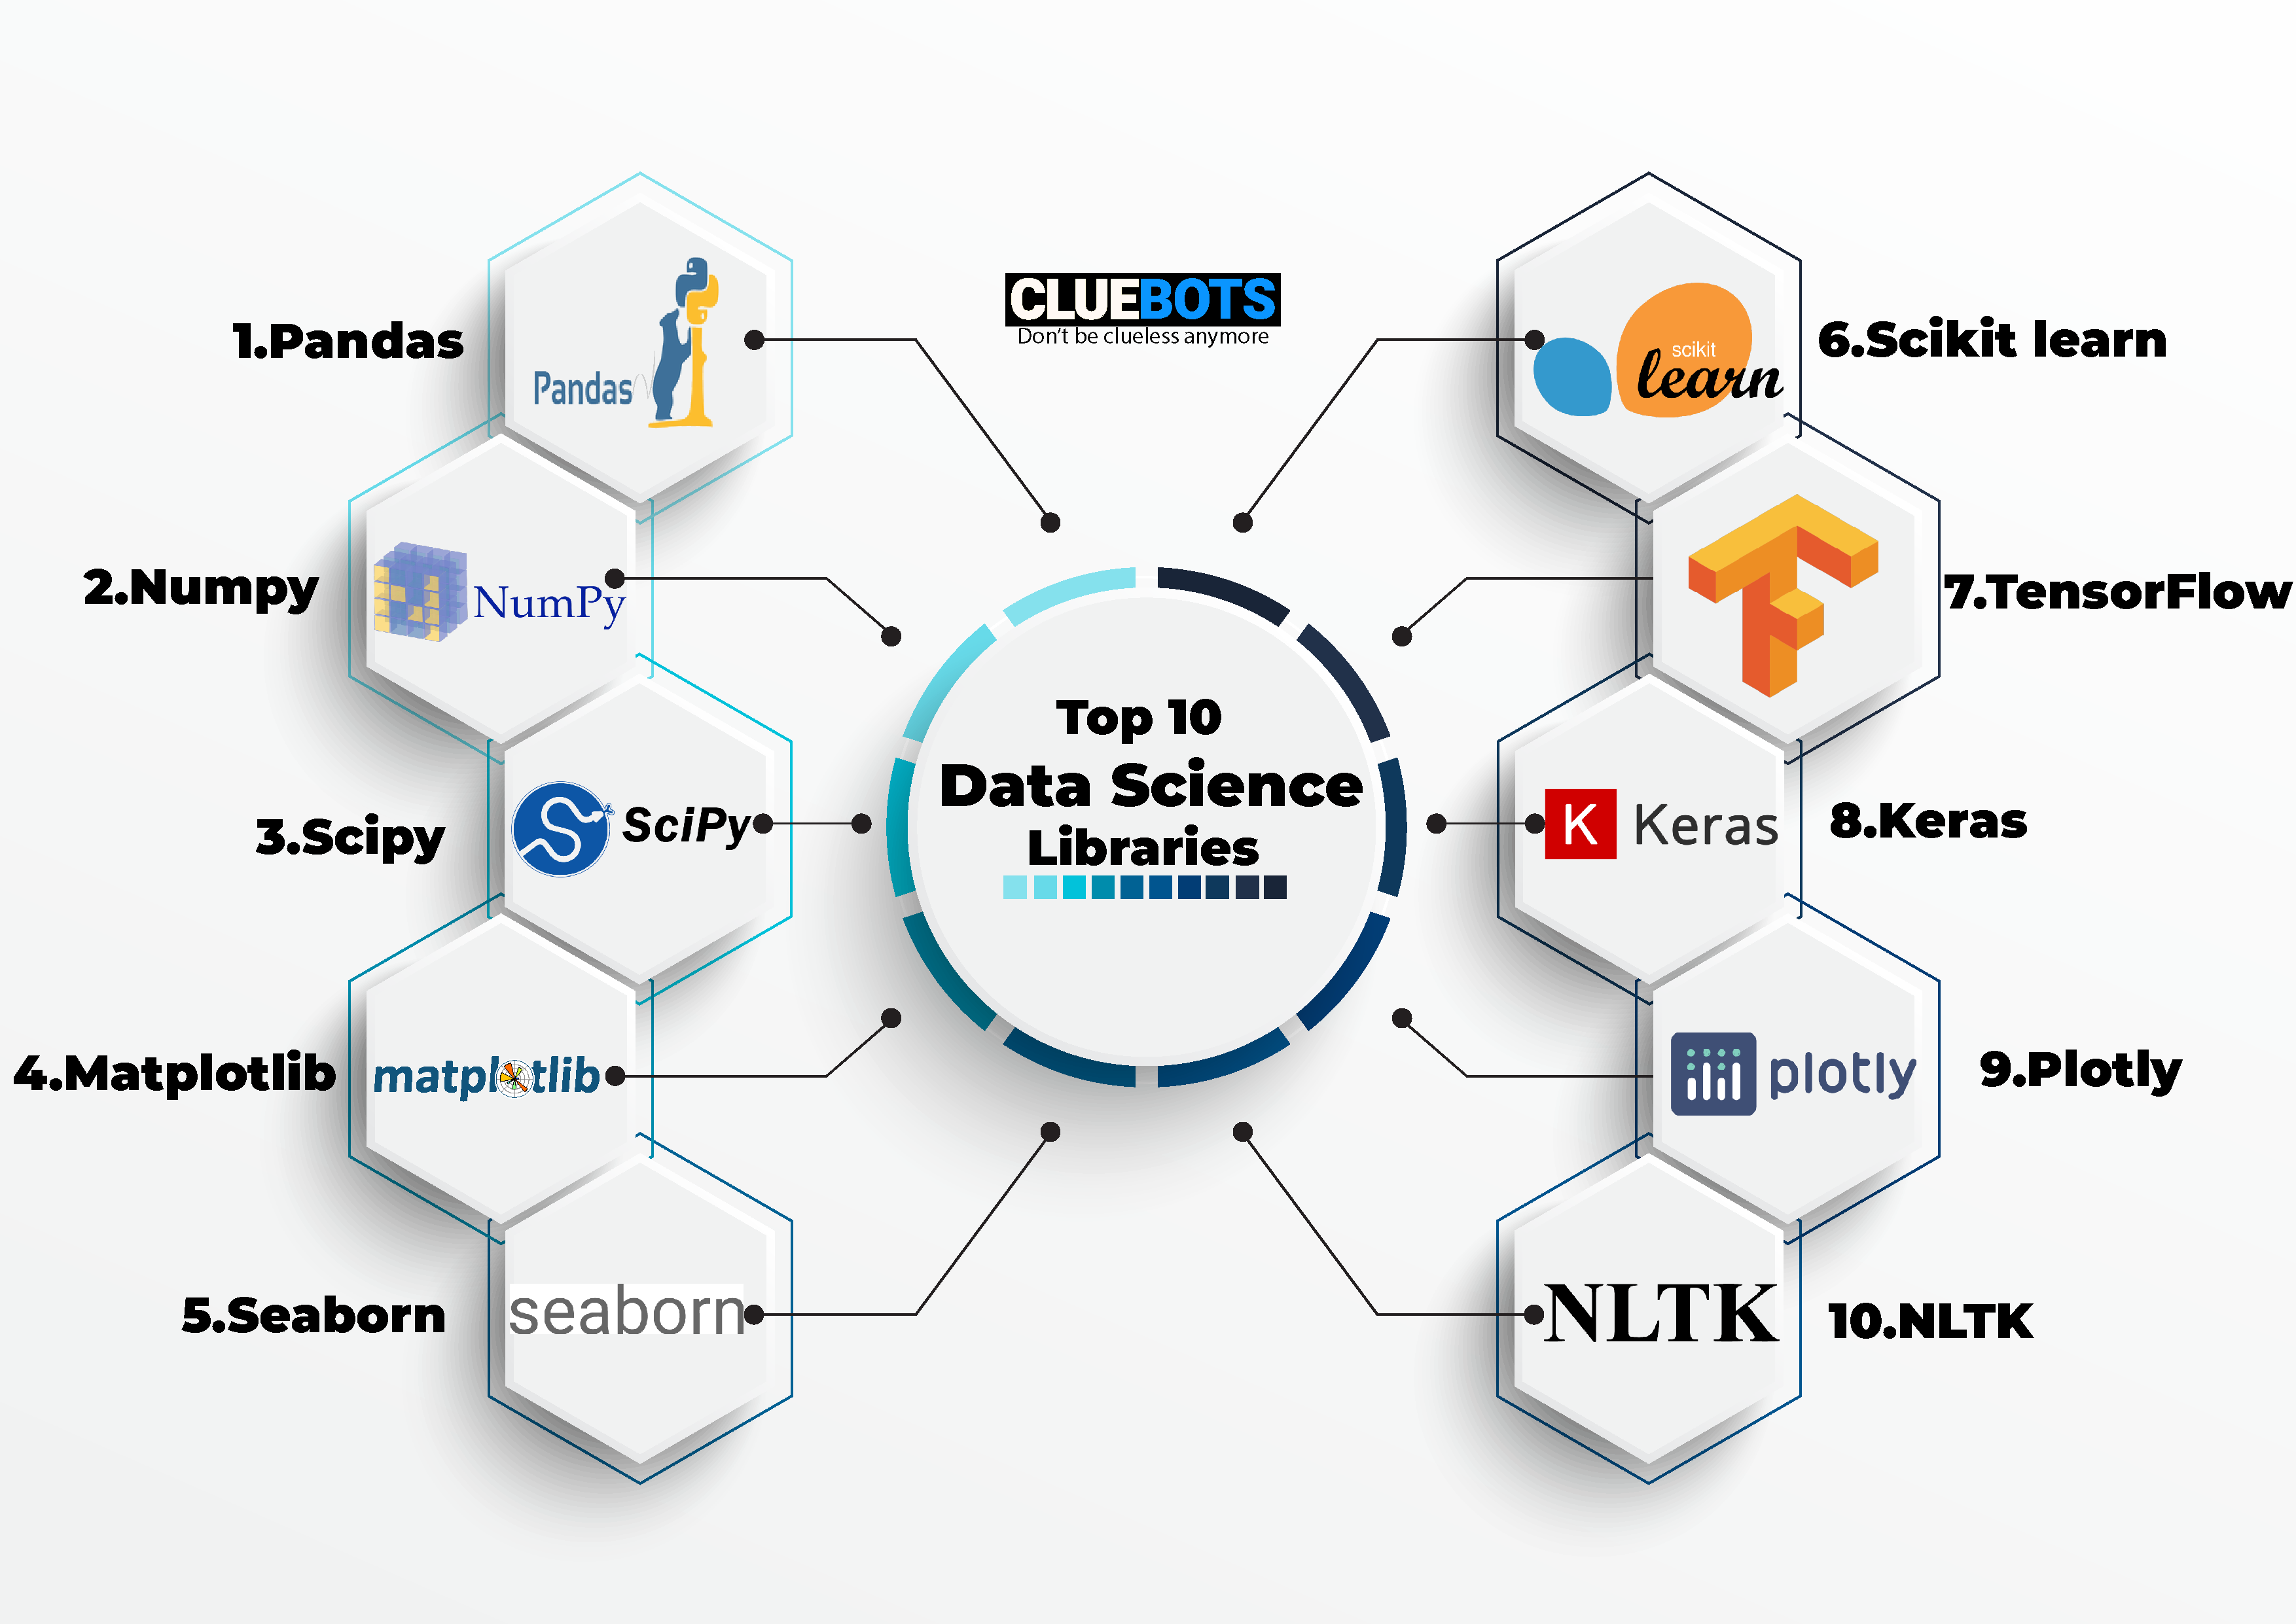 CLUEBOTS
Don't be clueless anymore
1.Pandas
Pandas
2.Numpy
NumPy
3.Scipy
SciPy
4.Matplotlib
matplotlib
5.Seaborn
seaborn
Top 10
Data Science
Libraries
scikit
learn
6.Scikit learn
7.TensorFlow
K Keras
8.Keras
plotly
9.Plotly
NLTK
10.NLTK